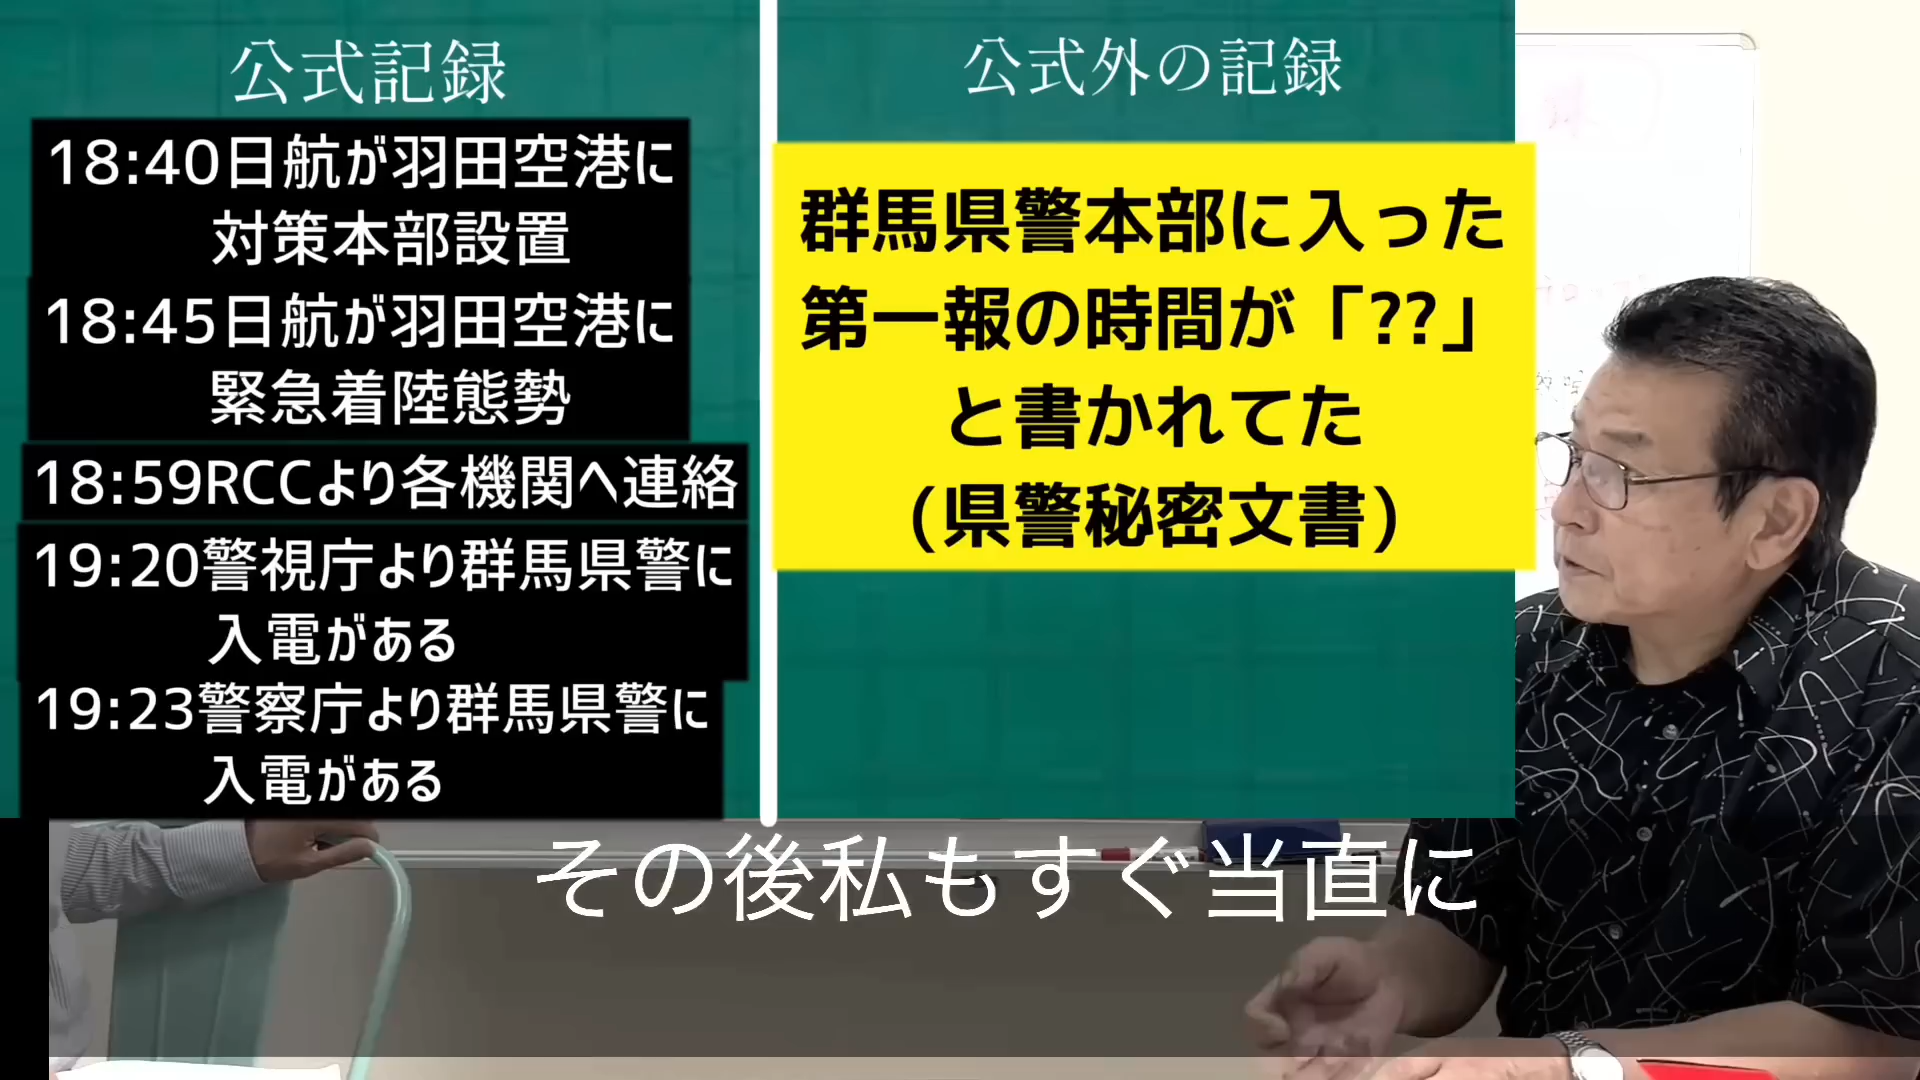 公式記録
18:40日航が羽田空港に
対策本部設置
18:45日航が羽田空港に
緊急着陸態勢
18:59RCCより各機関へ連絡
19:20警視庁より群馬県警に
入電がある
19:23警察庁より群馬県警に
入電がある
公式外の記録
群馬県警本部に入った
第一報の時間が「??」
と書かれてた
(県警秘密文書)
その後私もすぐ当直に